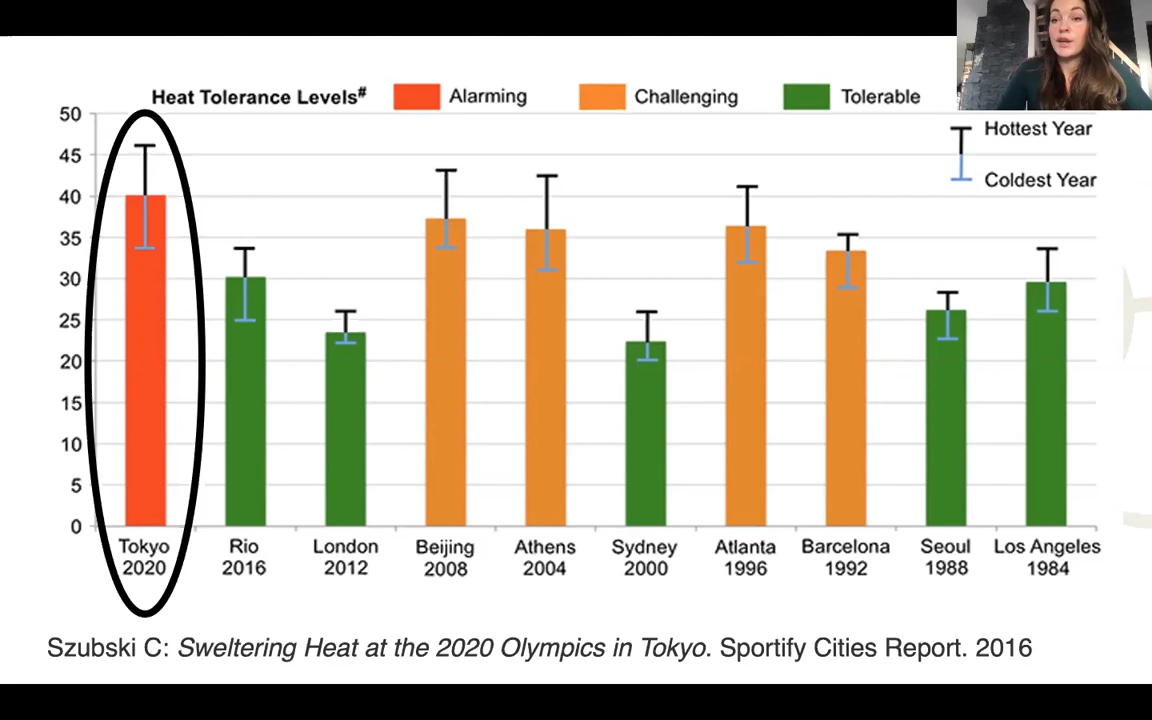 Heat Tolerance Levels# Alarming Challenging Tolerable
Hottest Year
Coldest Year
50
45
40
35
30
25
20
15
10
5
0
Tokyo 2020
Rio 2016
London 2012
Beijing 2008
Athens 2004
Sydney 2000
Atlanta 1996
Barcelona 1992
Seoul 1988
Los Angeles 1984
Szubski C: Sweltering Heat at the 2020 Olympics in Tokyo. Sportify Cities Report. 2016